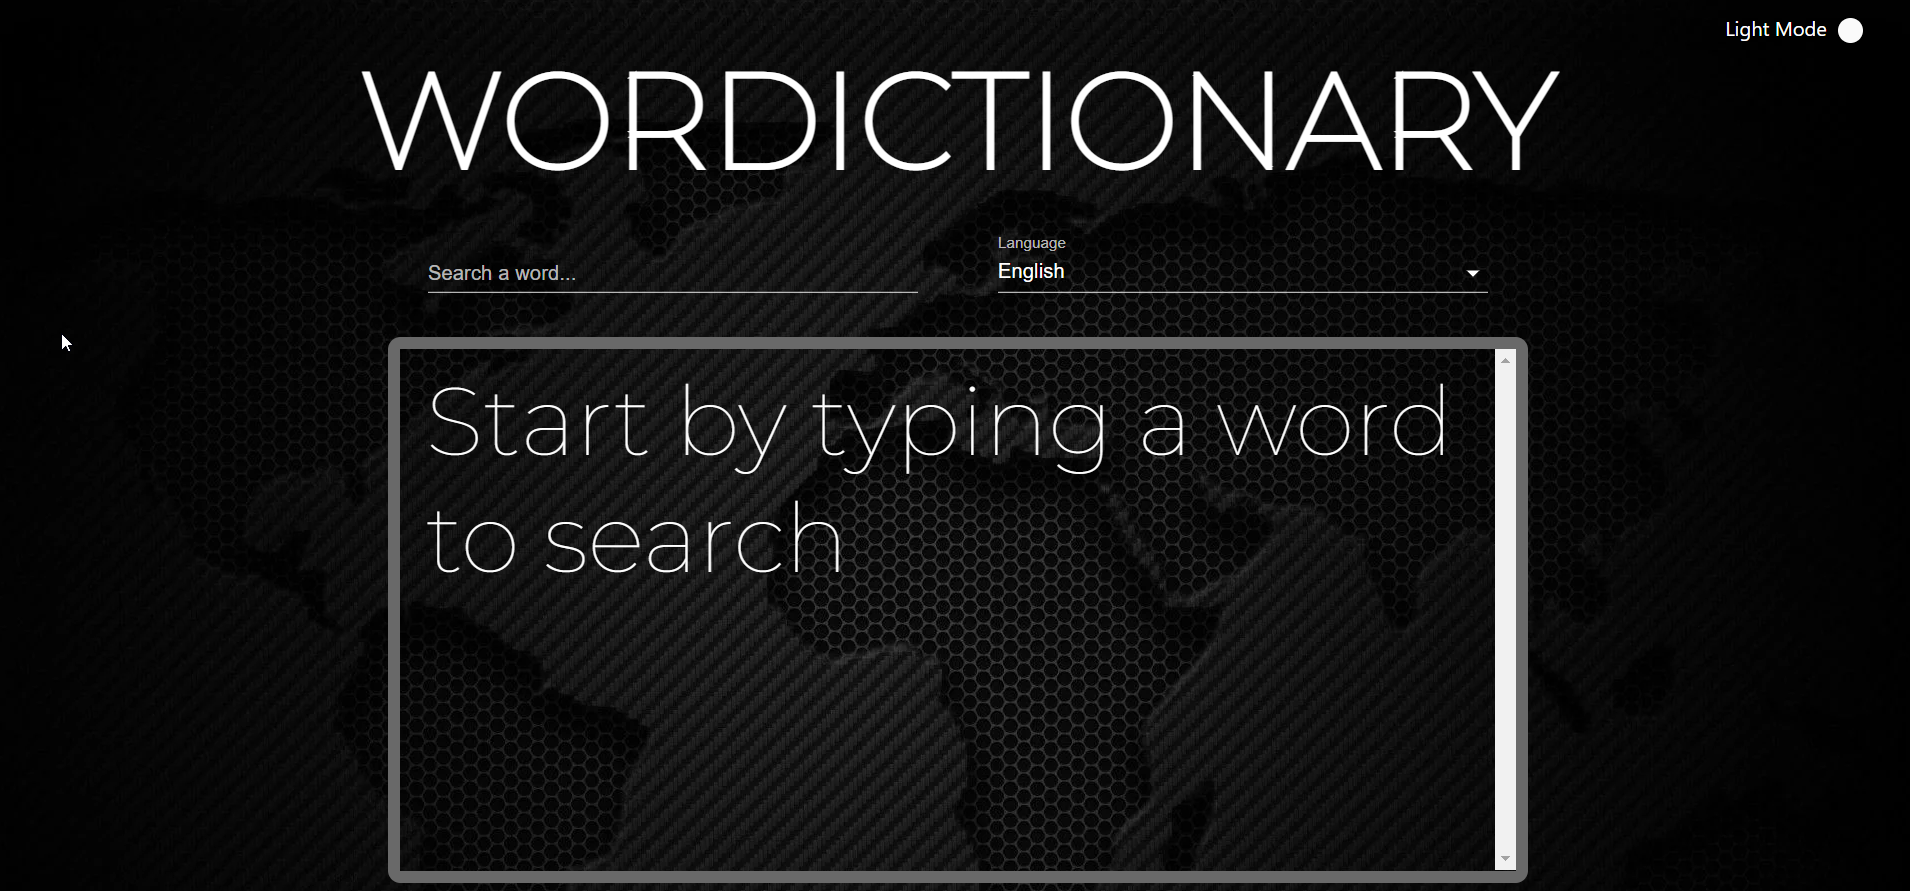 Light Mode
WORDICTIONARY
Language
Search a word...
English
Start by typing a word
to search